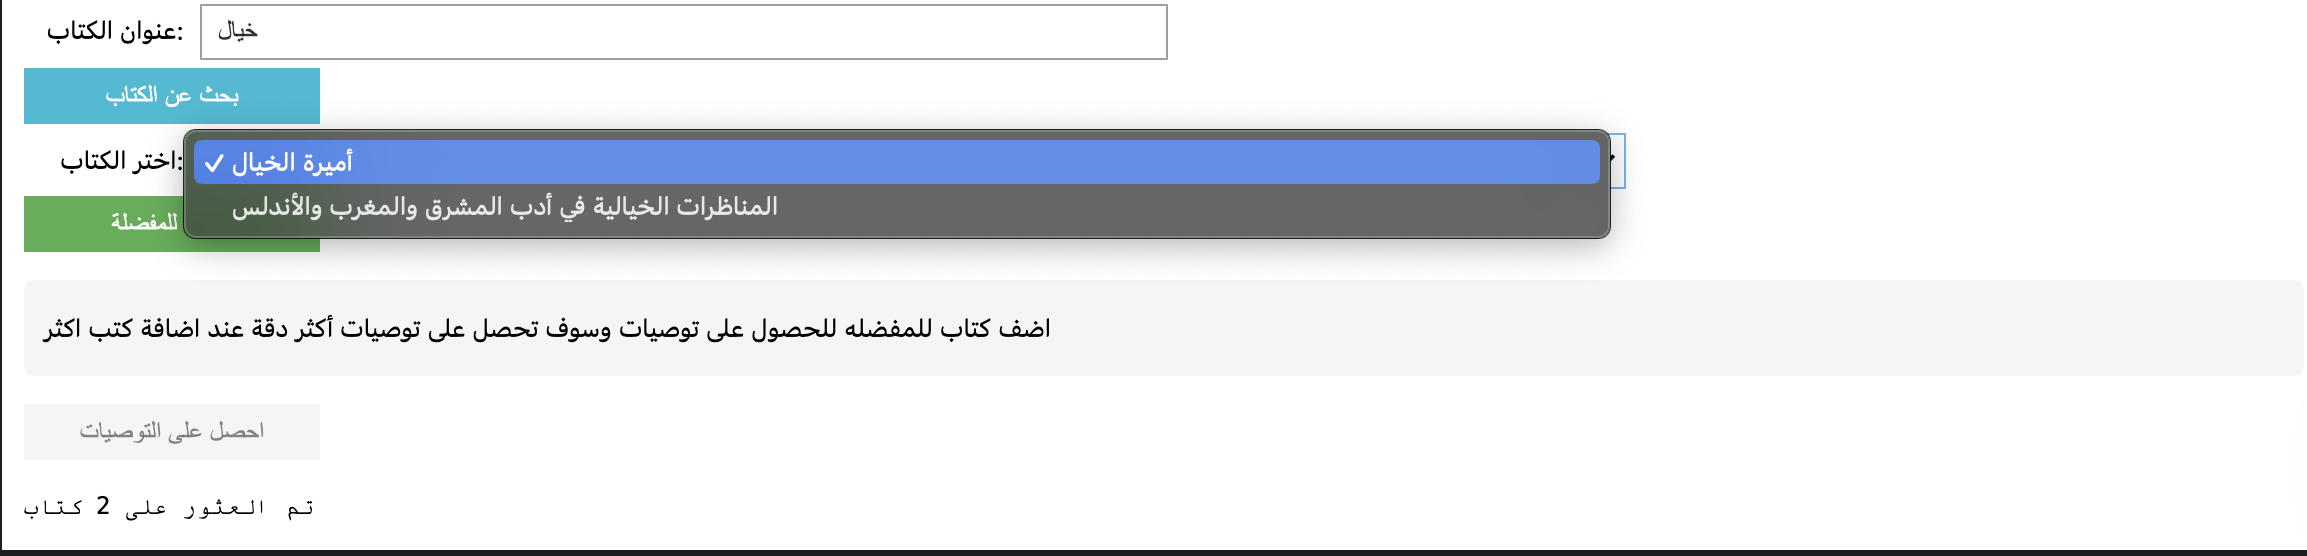 عنوان الكتاب:
خيال
بحث عن الكتاب
اختر الكتاب:
✓ أميرة الخيال
المناظرات الخيالية في أدب المشرق والمغرب والأندلس
للمفضلة
اضف كتاب للمفضله للحصول على توصيات وسوف تحصل على توصيات أكثر دقة عند اضافة كتب اكثر
احصل على التوصيات
تم العثور على 2 كتاب